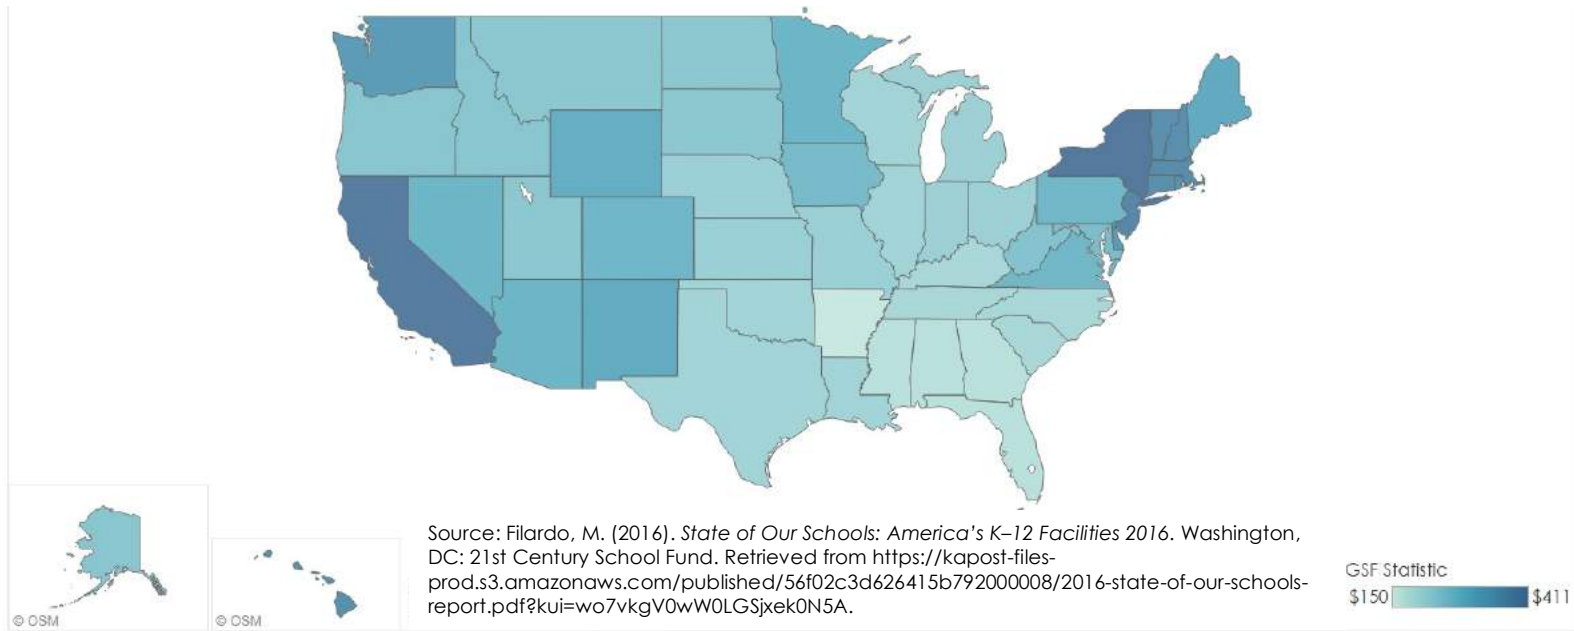 Source: Filardo, M. (2016). State of Our Schools: America's K–12 Facilities 2016. Washington,
DC: 21st Century School Fund. Retrieved from https://kapost-files-
prod.s3.amazonaws.com/published/56f02c3d626415b792000008/2016-state-of-our-schools-
report.pdf?kui=wo7vkgV0wW0LGSjxek0N5A.
GSF Statistic
$150 $411
© OSM
© OSM